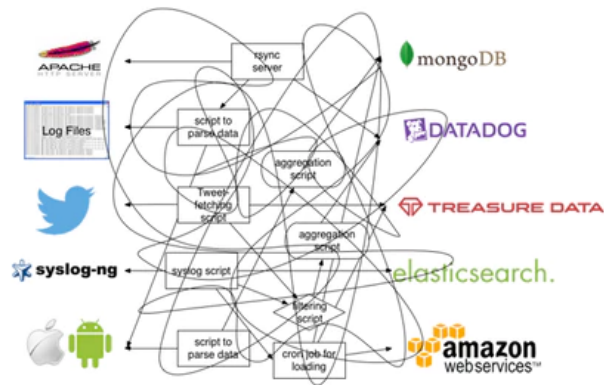 APACHE
HTTP SERVER
rsync
server
mongoDB
Log Files
script to
parse data
DATADOG
aggregation
script
Tweet-
fetching
script
TREASURE DATA
aggregation
script
syslog-ng
syslog script
elasticsearch.
filtering
script
script to
parse data
cron job for
loading
amazon
webservices™